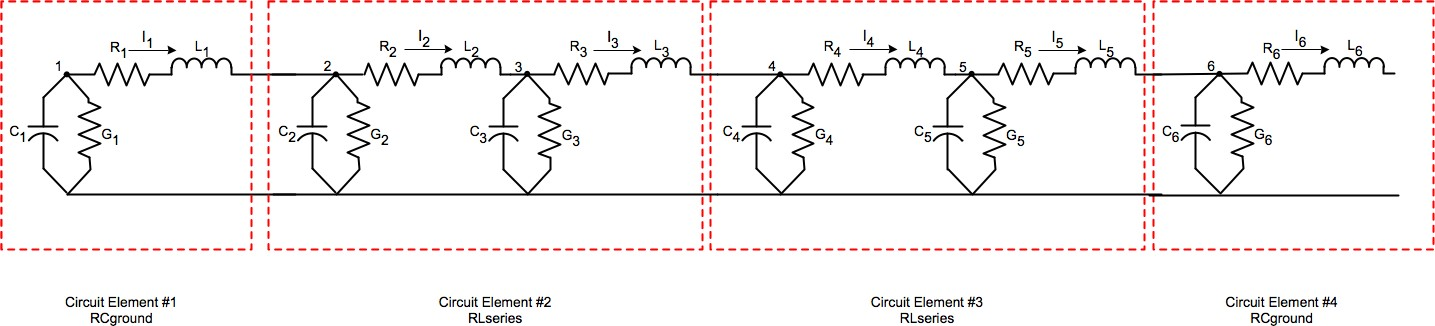 I1
I2
I3
I4
I5
I6
R1
L1
R2
L2
R3
L3
R4
L4
R5
L5
R6
L6
1
2
3
4
5
6
C1
G1
C2
G2
C3
G3
C4
G4
C5
G5
C6
G6
Circuit Element #1
RCground
Circuit Element #2
RLseries
Circuit Element #3
RLseries
Circuit Element #4
RCground